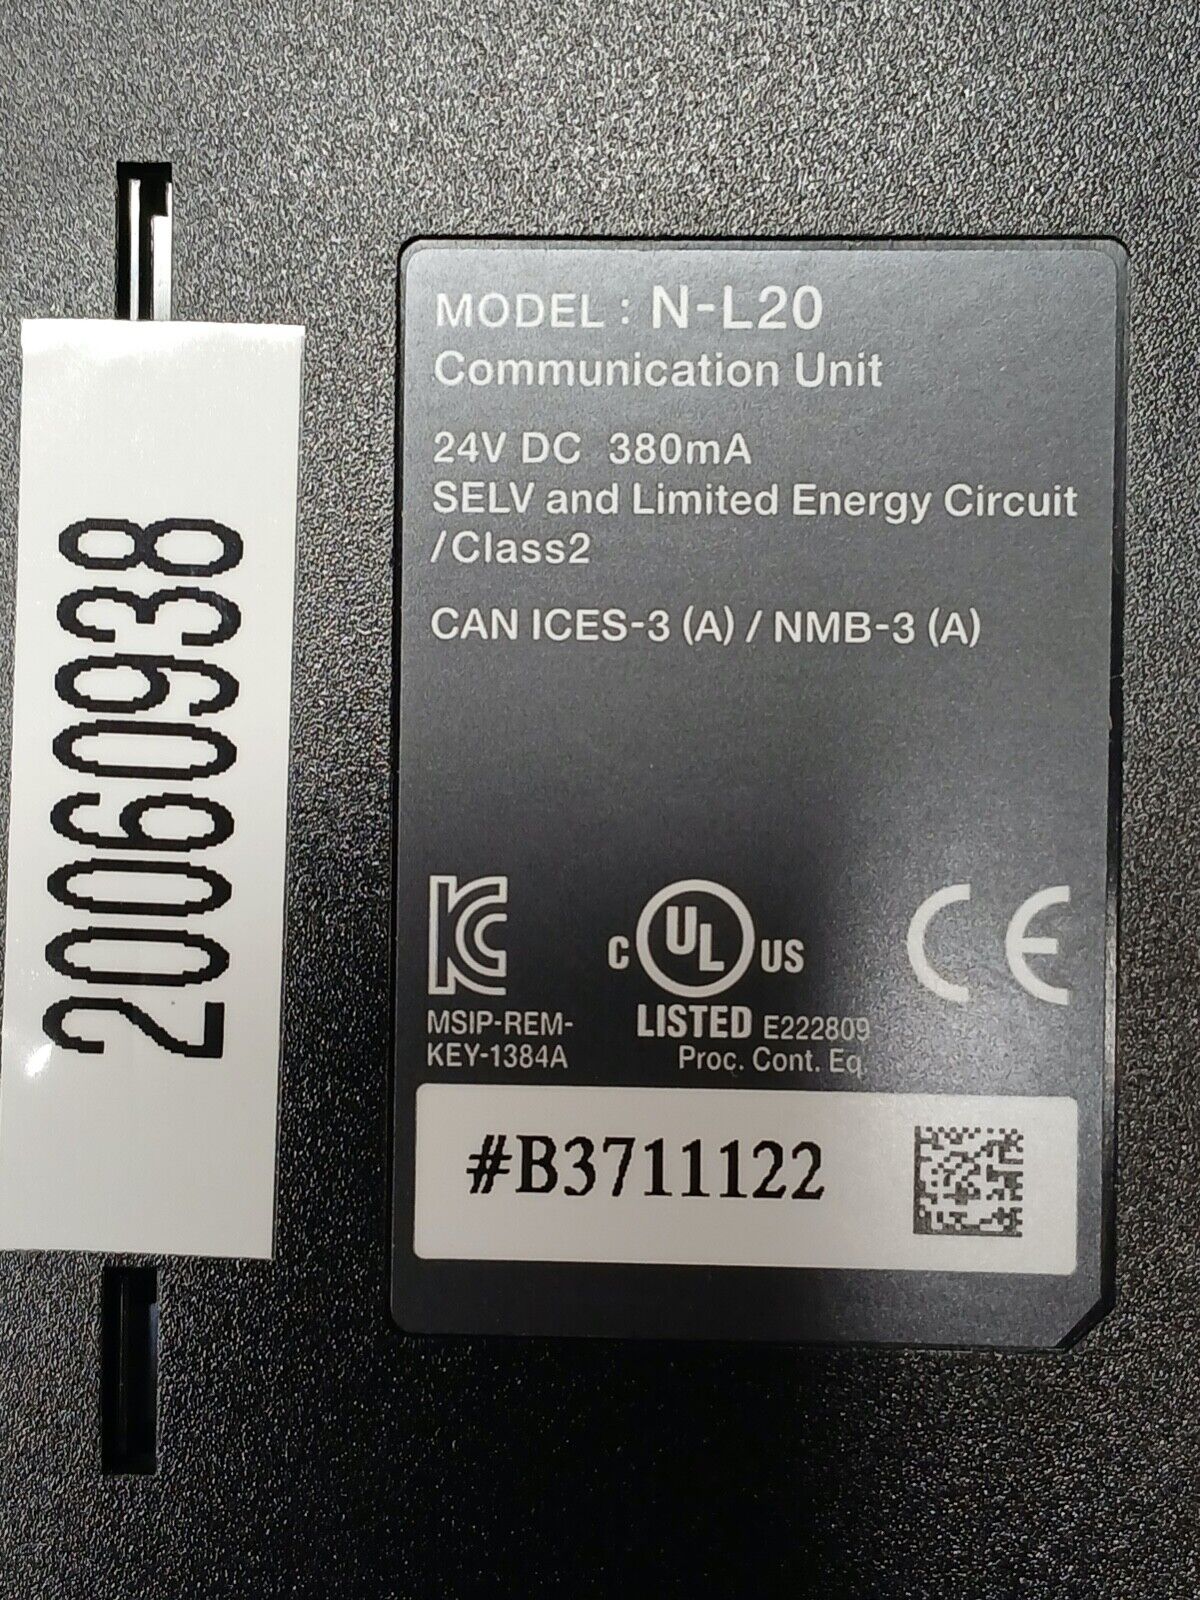 20060938
MODEL : N-L20
Communication Unit
24V DC 380mA
SELV and Limited Energy Circuit
/Class2
CAN ICES-3 (A) / NMB-3 (A)
KC
MSIP-REM-
KEY-1384A
C UL US
LISTED E222809
Proc. Cont. Eq.
CE
#B3711122